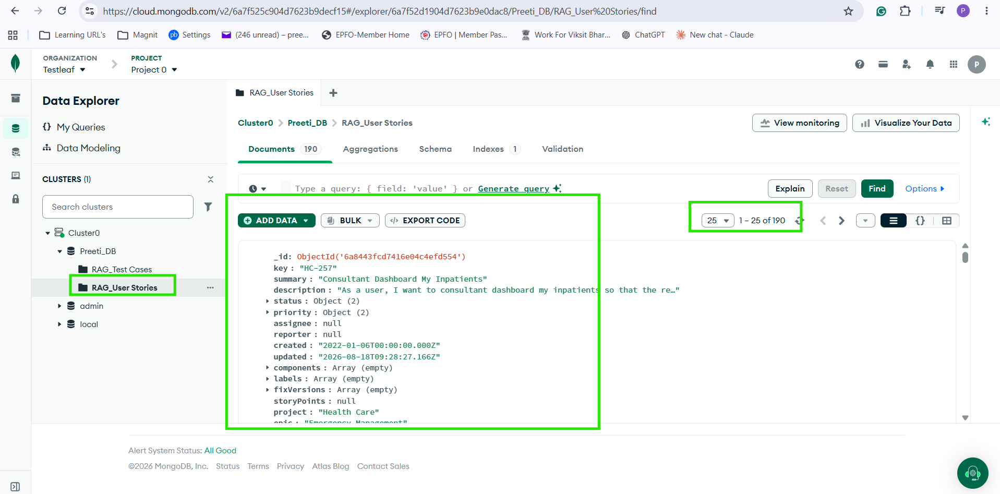 https://cloud.mongodb.com/v2/6a7f525c904d7623b9decf15#/explorer/6a7f52d1904d7623b9e0dac8/Preeti_DB/RAG_User%20Stories/find
P
Learning URL's Magnit pb Settings (246 unread) – pree... EPFO-Member Home EPFO | Member Pas... Work For Viksit Bhar... ChatGPT New chat - Claude
ORGANIZATION
Testleaf
PROJECT
Project 0
P
Data Explorer
My Queries
Data Modeling
CLUSTERS (1)
Search clusters
Cluster0
Preeti_DB
RAG_Test Cases
RAG_User Stories
admin
local
RAG_User Stories
Cluster0 Preeti_DB RAG_User Stories
View monitoring Visualize Your Data
Documents 190 Aggregations Schema Indexes 1 Validation
Type a query: { field: 'value' } or Generate query
Explain Reset Find Options
ADD DATA BULK EXPORT CODE
25 1 – 25 of 190
_id: ObjectId('6a8443fcd7416e04c4efd554')
key : "HC-257"
summary : "Consultant Dashboard My Inpatients"
description : "As a user, I want to consultant dashboard my inpatients so that the re…"
status : Object (2)
priority : Object (2)
assignee : null
reporter : null
created : "2022-01-06T00:00:00.000Z"
updated : "2026-08-18T09:28:27.166Z"
components : Array (empty)
labels : Array (empty)
fixVersions : Array (empty)
storyPoints : null
project : "Health Care"
epic : "Emergency Management"
Alert System Status: All Good
©2026 MongoDB, Inc. Status Terms Privacy Atlas Blog Contact Sales